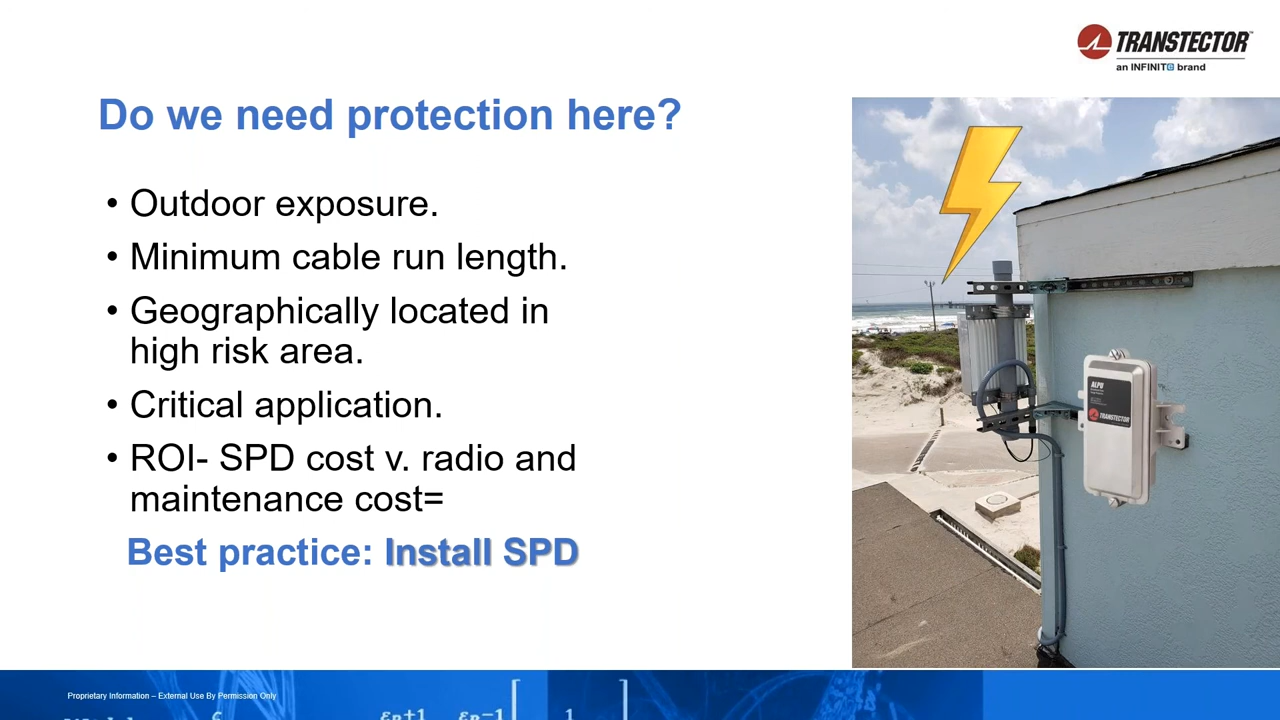 TRANSTECTOR™
an INFINITE brand
Do we need protection here?
• Outdoor exposure.
• Minimum cable run length.
• Geographically located in
high risk area.
• Critical application.
• ROI- SPD cost v. radio and
maintenance cost=
Best practice: Install SPD
ALPU
TRANSTECTOR
Proprietary Information – External Use By Permission Only